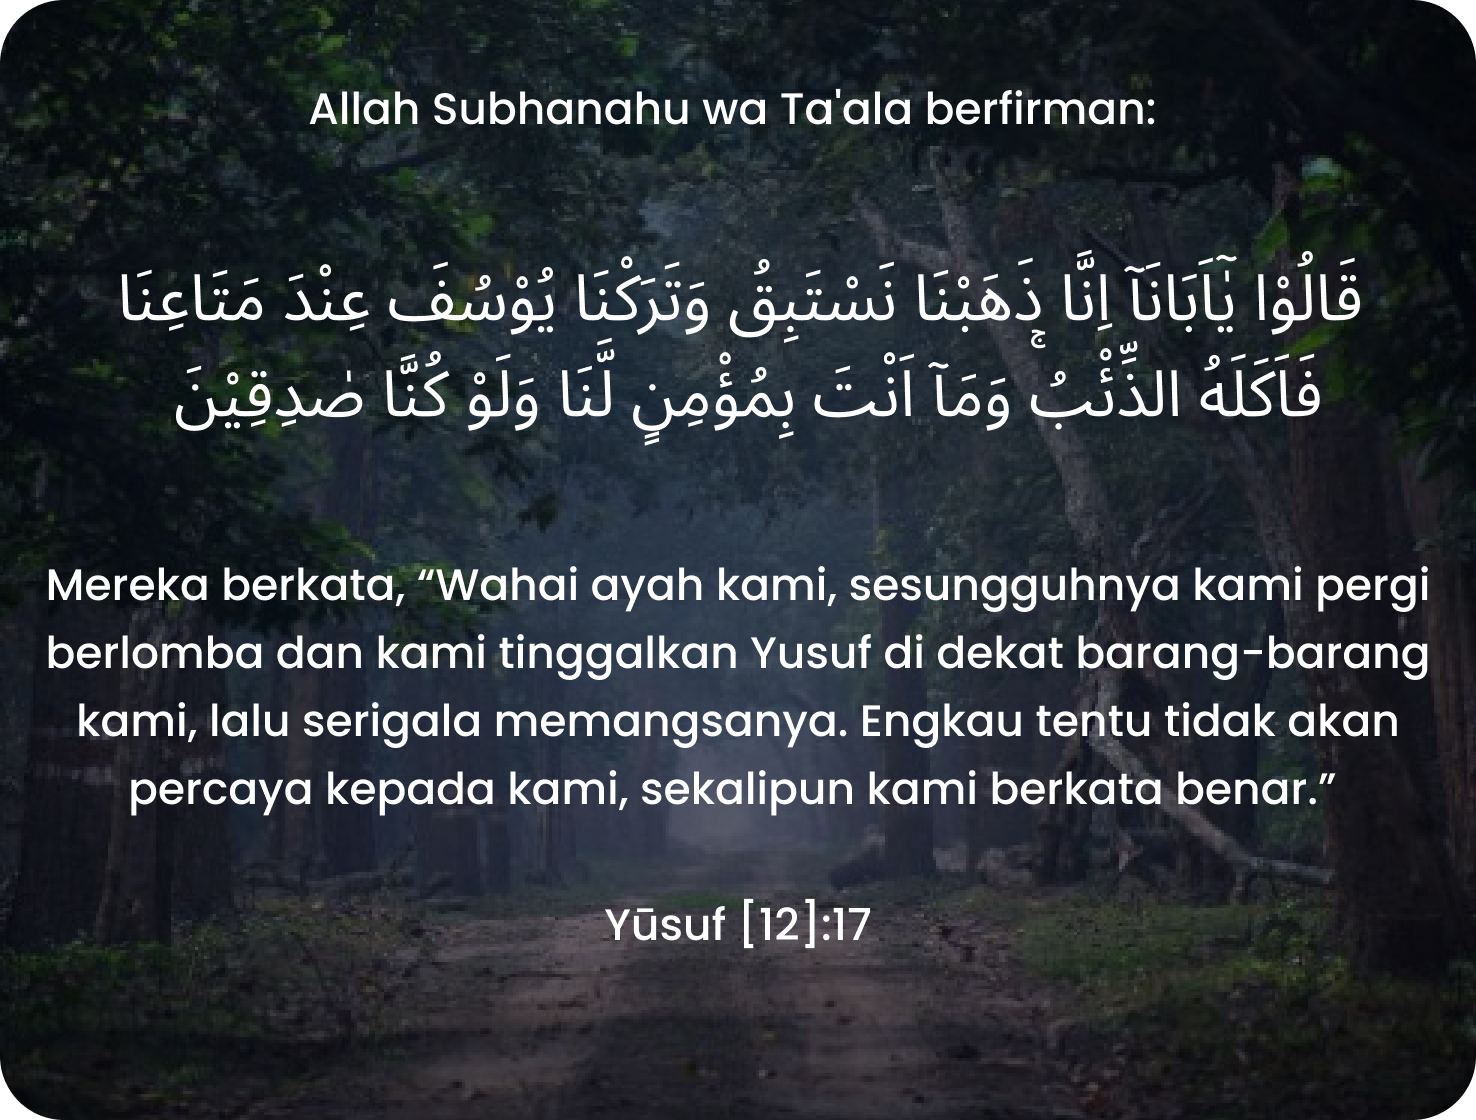 Allah Subhanahu wa Ta'ala berfirman:
قَالُوْا يٰٓاَبَانَآ اِنَّا ذَهَبْنَا نَسْتَبِقُ وَتَرَكْنَا يُوْسُفَ عِنْدَ مَتَاعِنَا
فَاَكَلَهُ الذِّئْبُۚ وَمَآ اَنْتَ بِمُؤْمِنٍ لَّنَا وَلَوْ كُنَّا صٰدِقِيْنَ
Mereka berkata, “Wahai ayah kami, sesungguhnya kami pergi
berlomba dan kami tinggalkan Yusuf di dekat barang-barang
kami, lalu serigala memangsanya. Engkau tentu tidak akan
percaya kepada kami, sekalipun kami berkata benar.”
Yūsuf [12]:17